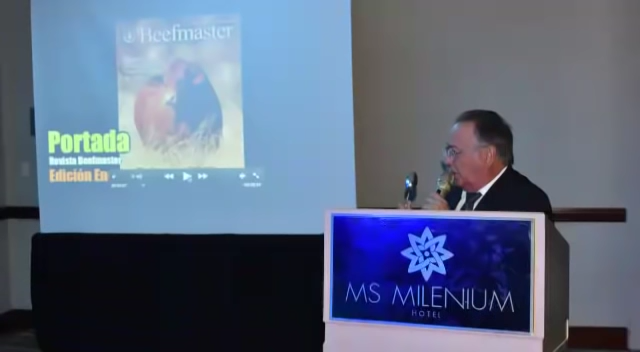 Beefmaster
Portada
Revista Beefmaster
Edición En
MS MILENIUM
HOTEL